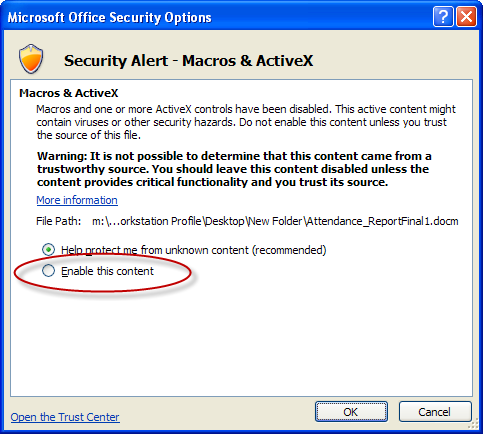 Microsoft Office Security Options
Security Alert - Macros & ActiveX
Macros & ActiveX
Macros and one or more ActiveX controls have been disabled. This active content might
contain viruses or other security hazards. Do not enable this content unless you trust
the source of this file.
Warning: It is not possible to determine that this content came from a
trustworthy source. You should leave this content disabled unless the
content provides critical functionality and you trust its source.
More information
File Path: m:\...orkstation Profile\Desktop\New Folder\Attendance_ReportFinal1.docm
Help protect me from unknown content (recommended)
Enable this content
Open the Trust Center
OK
Cancel